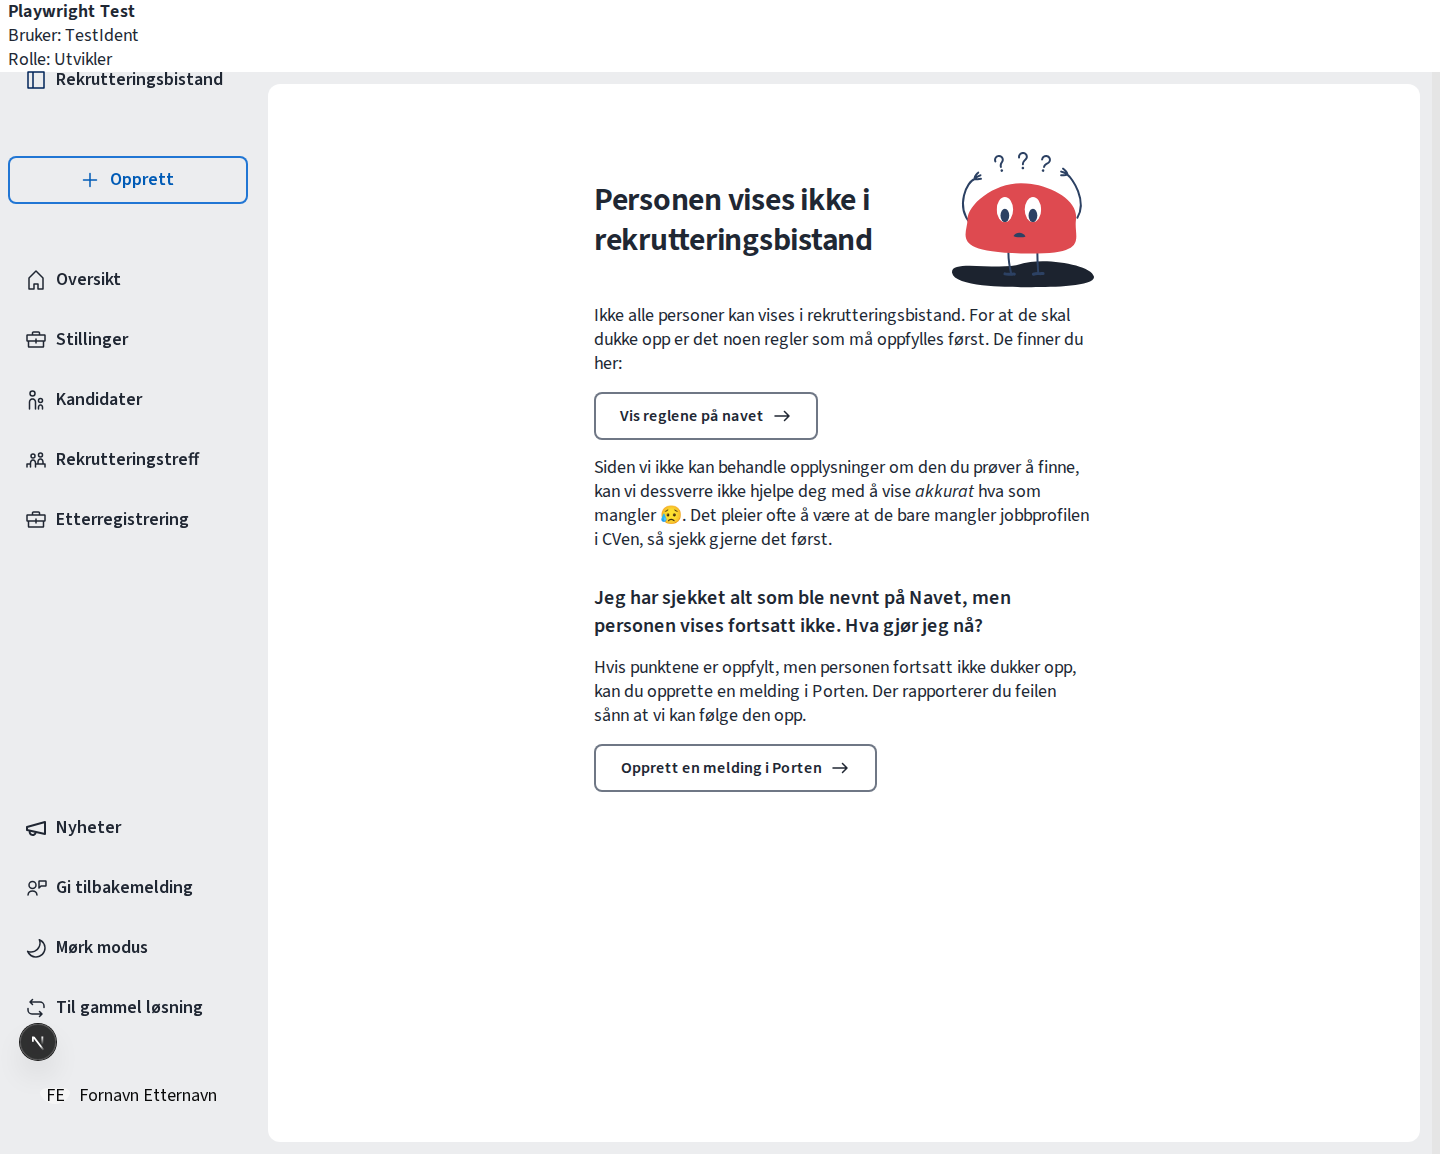 Playwright Test
Bruker: TestIdent
Rolle: Utvikler
Rekrutteringsbistand
Opprett
Oversikt
Stillinger
Kandidater
Rekrutteringstreff
Etterregistrering
Nyheter
Gi tilbakemelding
Mørk modus
Til gammel løsning
FE Fornavn Etternavn
Personen vises ikke i
rekrutteringsbistand
? ? ?
Ikke alle personer kan vises i rekrutteringsbistand. For at de skal
dukke opp er det noen regler som må oppfylles først. De finner du
her:
Vis reglene på navet
Siden vi ikke kan behandle opplysninger om den du prøver å finne,
kan vi dessverre ikke hjelpe deg med å vise akkurat hva som
mangler 😥. Det pleier ofte å være at de bare mangler jobbprofilen
i CVen, så sjekk gjerne det først.
Jeg har sjekket alt som ble nevnt på Navet, men
personen vises fortsatt ikke. Hva gjør jeg nå?
Hvis punktene er oppfylt, men personen fortsatt ikke dukker opp,
kan du opprette en melding i Porten. Der rapporterer du feilen
sånn at vi kan følge den opp.
Opprett en melding i Porten